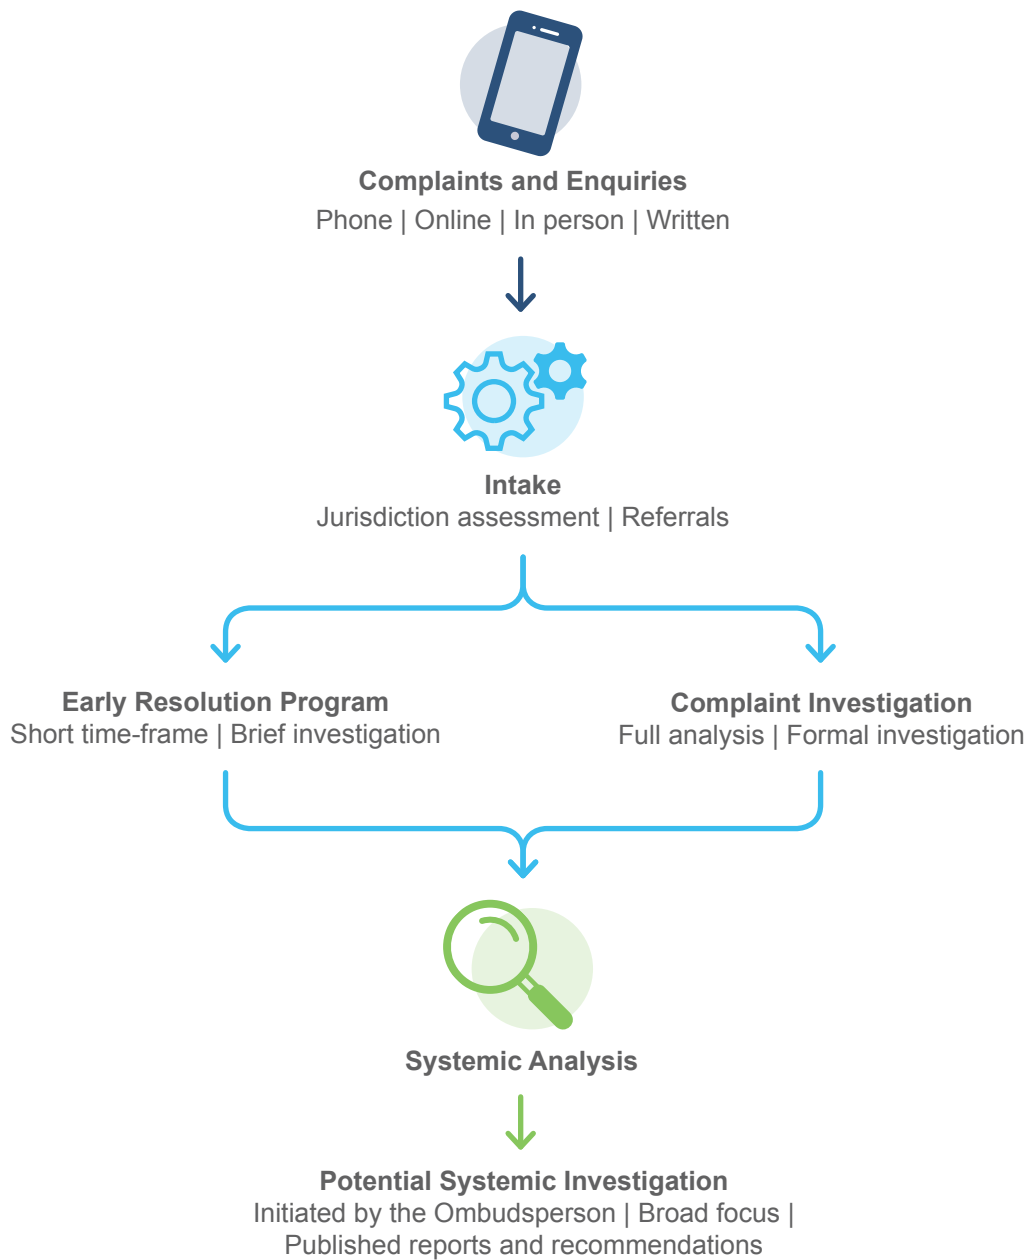 Complaints and Enquiries
Phone | Online | In person | Written
Intake
Jurisdiction assessment | Referrals
Early Resolution Program
Short time-frame | Brief investigation
Complaint Investigation
Full analysis | Formal investigation
Systemic Analysis
Potential Systemic Investigation
Initiated by the Ombudsperson | Broad focus |
Published reports and recommendations